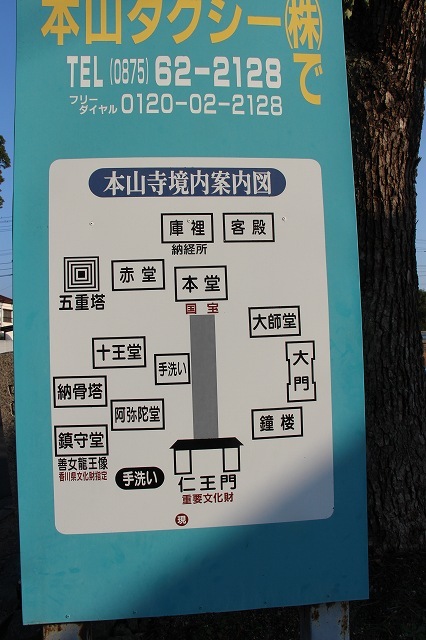 本山タクシー㈱で
TEL (0875) 62-2128
フリーダイヤル 0120-02-2128
本山寺境内案内図
庫裡 客殿
納経所
五重塔 赤堂 本堂
国宝
大師堂
十王堂 手洗い 大門
納骨塔
阿弥陀堂 鐘楼
鎮守堂
善女龍王像
香川県文化財指定
手洗い
仁王門
重要文化財
現